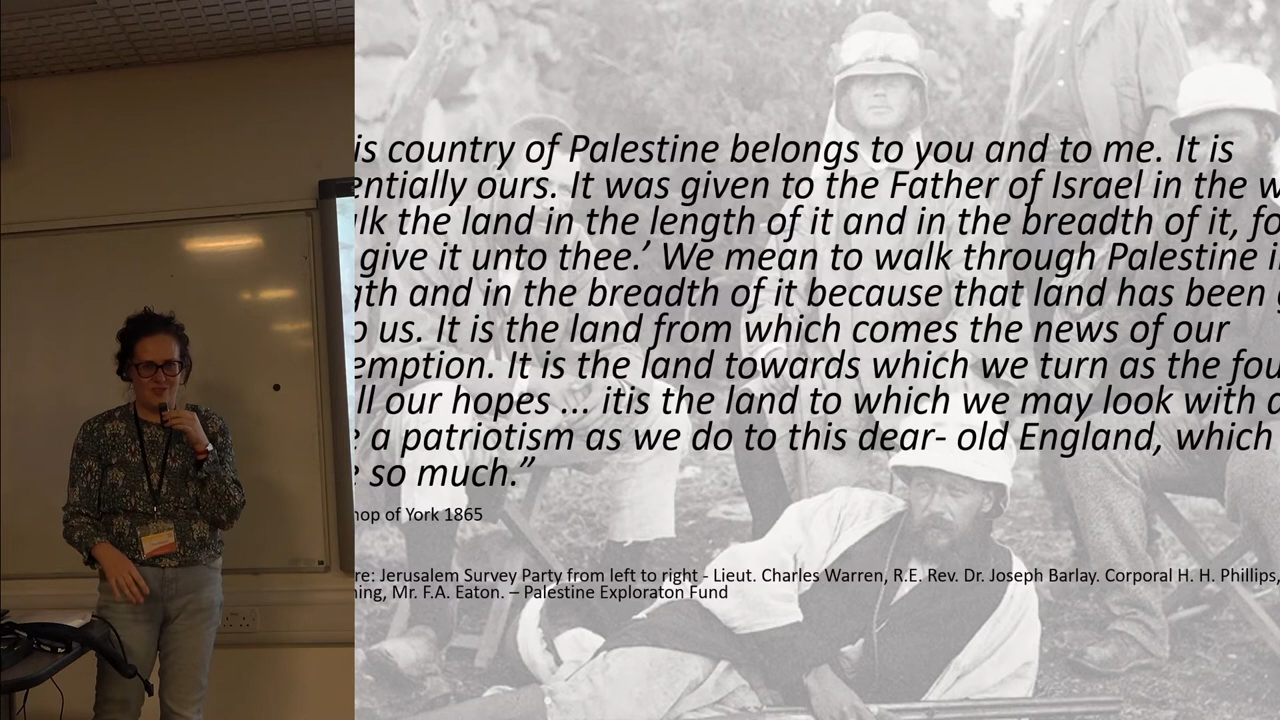 is country of Palestine belongs to you and to me. It is
entially ours. It was given to the Father of Israel in the w
lk the land in the length of it and in the breadth of it, fo
give it unto thee.’ We mean to walk through Palestine i
gth and in the breadth of it because that land has been
o us. It is the land from which comes the news of our
emption. It is the land towards which we turn as the fou
ll our hopes ... itis the land to which we may look with a
e a patriotism as we do to this dear- old England, which
e so much.”
hop of York 1865
re: Jerusalem Survey Party from left to right - Lieut. Charles Warren, R.E. Rev. Dr. Joseph Barlay. Corporal H. H. Phillips,
ing, Mr. F.A. Eaton. – Palestine Exploraton Fund